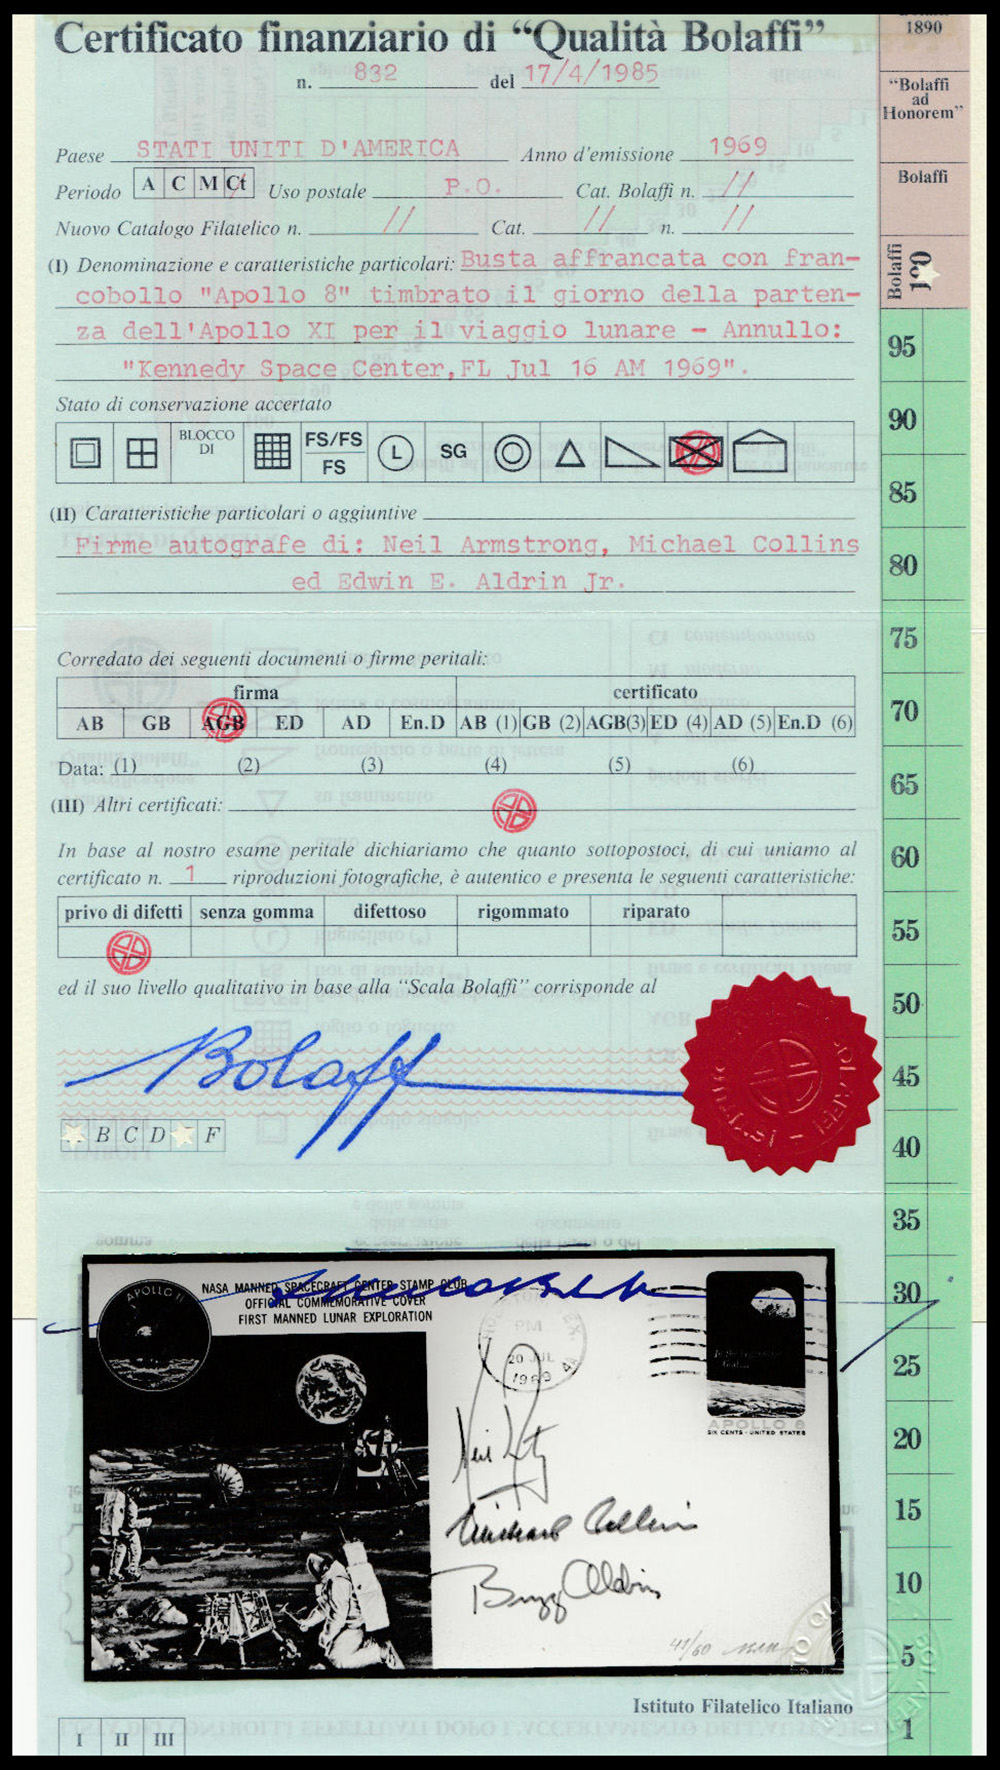 Certificato finanziario di “Qualità Bolaffi”
n. 832 del 17/4/1985
Paese STATI UNITI D'AMERICA Anno d'emissione 1969
Periodo A C M Ct Uso postale P.O. Cat. Bolaffi n. //
Nuovo Catalogo Filatelico n. // Cat. // n. //
(I) Denominazione e caratteristiche particolari: Busta affrancata con fran-
cobollo "Apollo 8" timbrato il giorno della parten-
za dell'Apollo XI per il viaggio lunare - Annullo:
"Kennedy Space Center,FL Jul 16 AM 1969".
Stato di conservazione accertato
BLOCCO DI FS/FS FS L SG
(II) Caratteristiche particolari o aggiuntive
Firme autografe di: Neil Armstrong, Michael Collins
ed Edwin E. Aldrin Jr.
Corredato dei seguenti documenti o firme peritali:
firma certificato
AB GB AGB ED AD En.D AB (1) GB (2) AGB(3) ED (4) AD (5) En.D (6)
Data: (1) (2) (3) (4) (5) (6)
(III) Altri certificati:
In base al nostro esame peritale dichiariamo che quanto sottopostoci, di cui uniamo al
certificato n. 1 riproduzioni fotografiche, è autentico e presenta le seguenti caratteristiche:
privo di difetti senza gomma difettoso rigommato riparato
ed il suo livello qualitativo in base alla “Scala Bolaffi” corrisponde al
Bolaffi
B C D F
NASA MANNED SPACECRAFT CENTER STAMP CLUB
OFFICIAL COMMEMORATIVE COVER
FIRST MANNED LUNAR EXPLORATION
APOLLO 11
PM
20 JUL
1969
APOLLO 8
SIX CENTS · UNITED STATES
Neil
Michael Collins
Buzz Aldrin
41/60
Istituto Filatelico Italiano
I II III
1890
“Bolaffi
ad
Honorem”
Bolaffi
Bolaffi
100
95
90
85
80
75
70
65
60
55
50
45
40
35
30
25
20
15
10
5
1